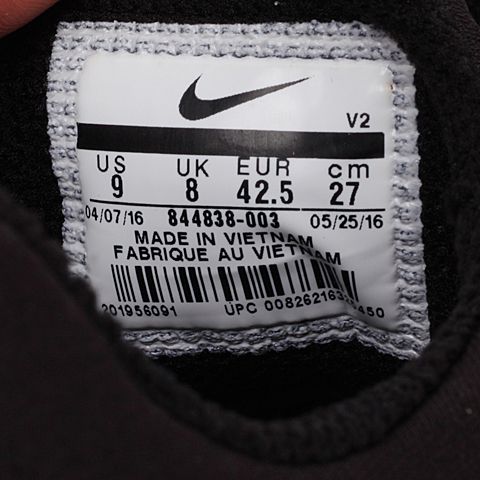 V2
US UK EUR cm
9 8 42.5 27
04/07/16 844838-003 05/25/16
MADE IN VIETNAM
FABRIQUE AU VIETNAM
201956091 UPC